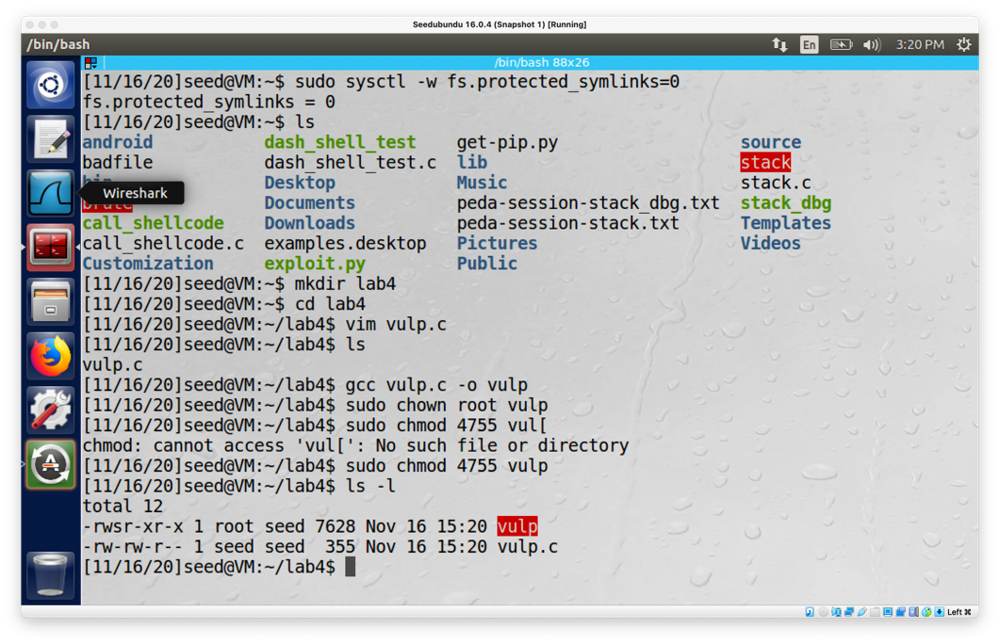 Seedubundu 16.0.4 (Snapshot 1) [Running]
/bin/bash En 3:20 PM
/bin/bash 88x26
[11/16/20]seed@VM:~$ sudo sysctl -w fs.protected_symlinks=0
fs.protected_symlinks = 0
[11/16/20]seed@VM:~$ ls
android dash_shell_test get-pip.py source
badfile dash_shell_test.c lib stack
bin Desktop Music stack.c
Wireshark
brute Documents peda-session-stack_dbg.txt stack_dbg
call_shellcode Downloads peda-session-stack.txt Templates
call_shellcode.c examples.desktop Pictures Videos
Customization exploit.py Public
[11/16/20]seed@VM:~$ mkdir lab4
[11/16/20]seed@VM:~$ cd lab4
[11/16/20]seed@VM:~/lab4$ vim vulp.c
[11/16/20]seed@VM:~/lab4$ ls
vulp.c
[11/16/20]seed@VM:~/lab4$ gcc vulp.c -o vulp
[11/16/20]seed@VM:~/lab4$ sudo chown root vulp
[11/16/20]seed@VM:~/lab4$ sudo chmod 4755 vul[
chmod: cannot access 'vul[': No such file or directory
[11/16/20]seed@VM:~/lab4$ sudo chmod 4755 vulp
[11/16/20]seed@VM:~/lab4$ ls -l
total 12
-rwsr-xr-x 1 root seed 7628 Nov 16 15:20 vulp
-rw-rw-r-- 1 seed seed  355 Nov 16 15:20 vulp.c
[11/16/20]seed@VM:~/lab4$
Left ⌘